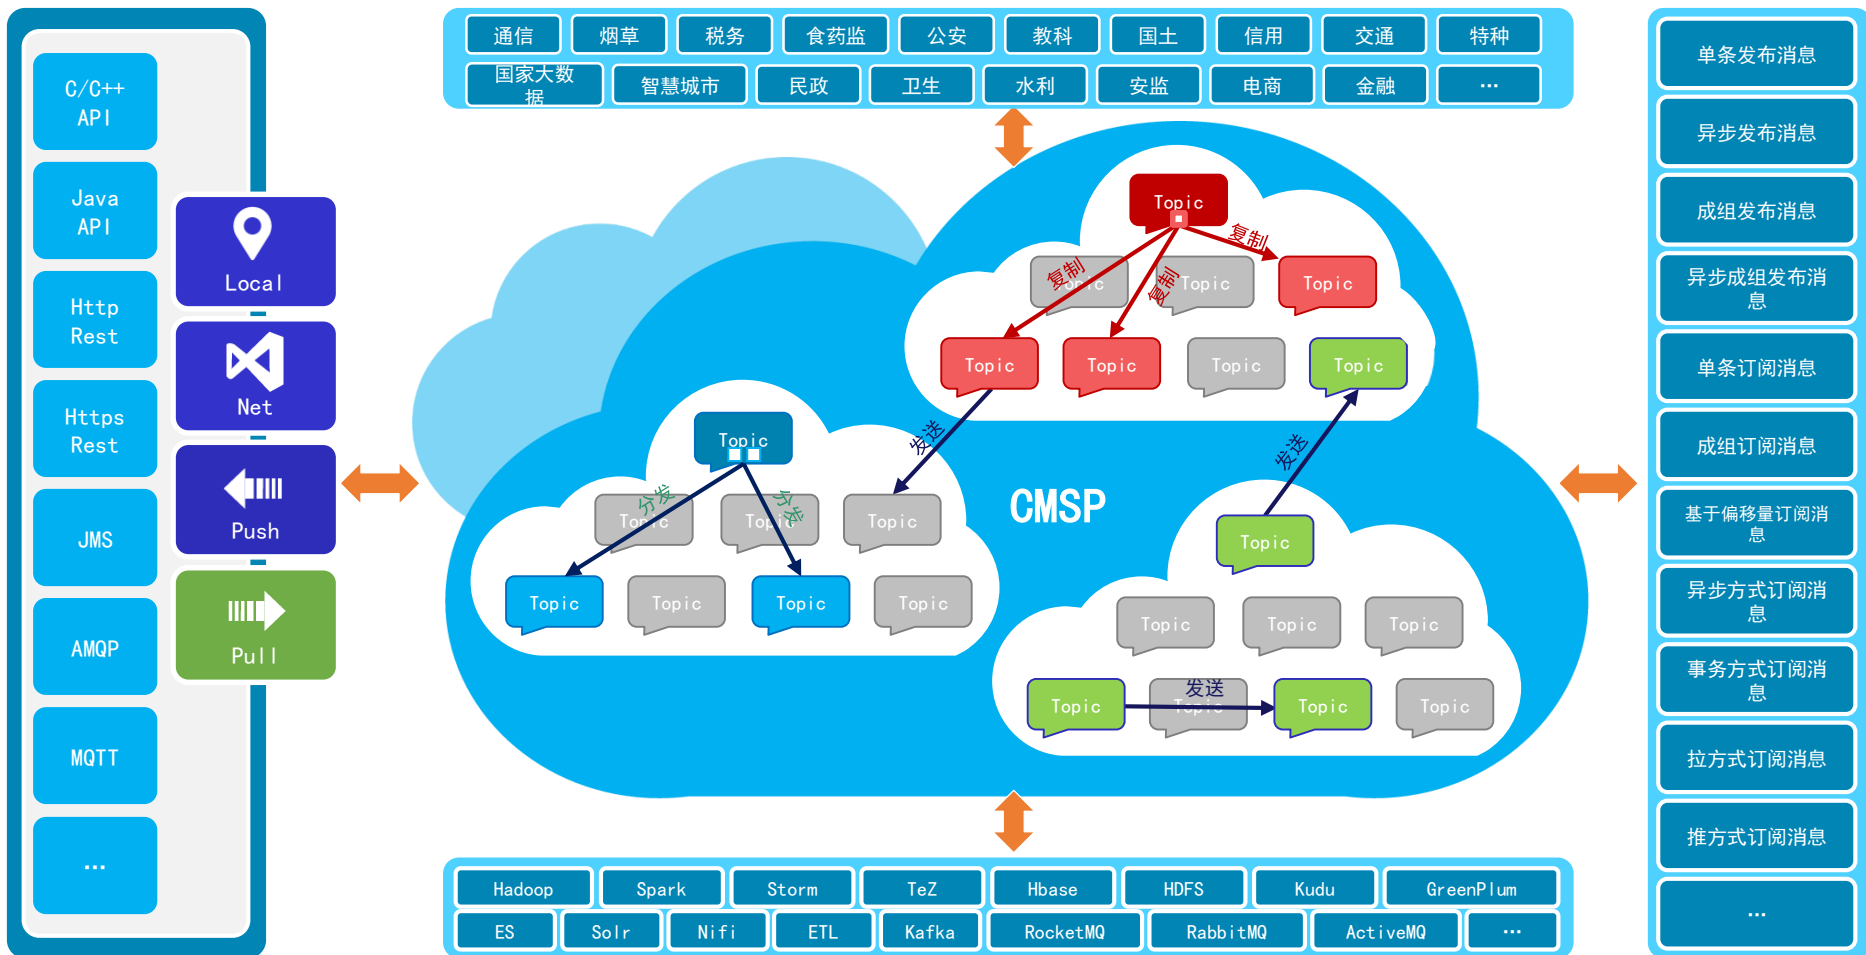 C/C++
API
Java
API
Http
Rest
Https
Rest
JMS
AMQP
MQTT
...
Local
Net
Push
Pull
通信 烟草 税务 食药监 公安 教科 国土 信用 交通 特种
国家大数
据
智慧城市 民政 卫生 水利 安监 电商 金融 ...
Topic
复制
复制
复制
Topic
Topic
Topic
Topic
Topic
Topic
Topic
发送
发送
Topic
分发
分发
Topic
Topic
Topic
Topic
Topic
Topic
Topic
CMSP
Topic
Topic
Topic
Topic
发送
Topic
Topic
Topic
Topic
Hadoop Spark Storm TeZ Hbase HDFS Kudu GreenPlum
ES Solr Nifi ETL Kafka RocketMQ RabbitMQ ActiveMQ ...
单条发布消息
异步发布消息
成组发布消息
异步成组发布消
息
单条订阅消息
成组订阅消息
基于偏移量订阅消
息
异步方式订阅消
息
事务方式订阅消
息
拉方式订阅消息
推方式订阅消息
...